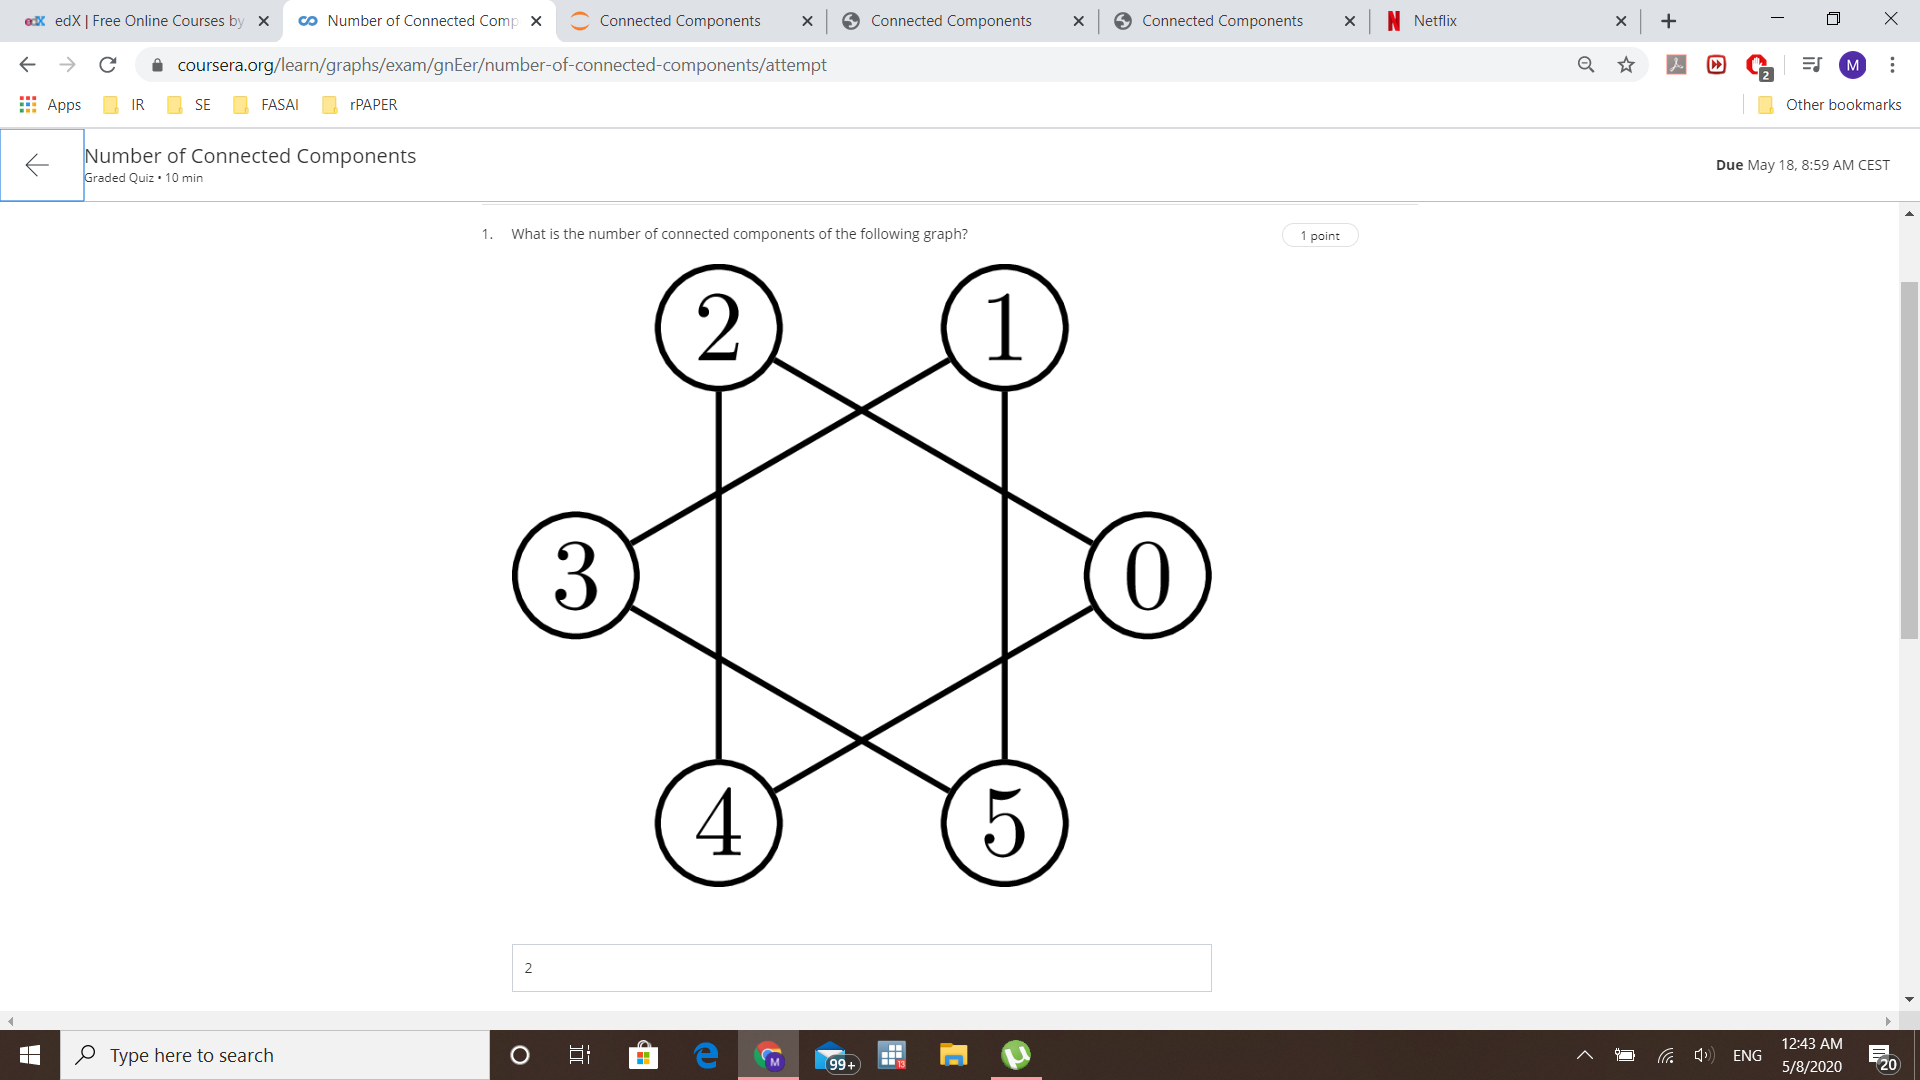 edX | Free Online Courses by
Number of Connected Comp
Connected Components
Connected Components
Connected Components
Netflix
coursera.org/learn/graphs/exam/gnEer/number-of-connected-components/attempt
2
M
Apps
IR
SE
FASAI
rPAPER
Other bookmarks
Number of Connected Components
Graded Quiz • 10 min
Due May 18, 8:59 AM CEST
1. What is the number of connected components of the following graph?
1 point
2
1
3
0
4
5
2
Type here to search
M
99+
13
ENG
12:43 AM
5/8/2020
20